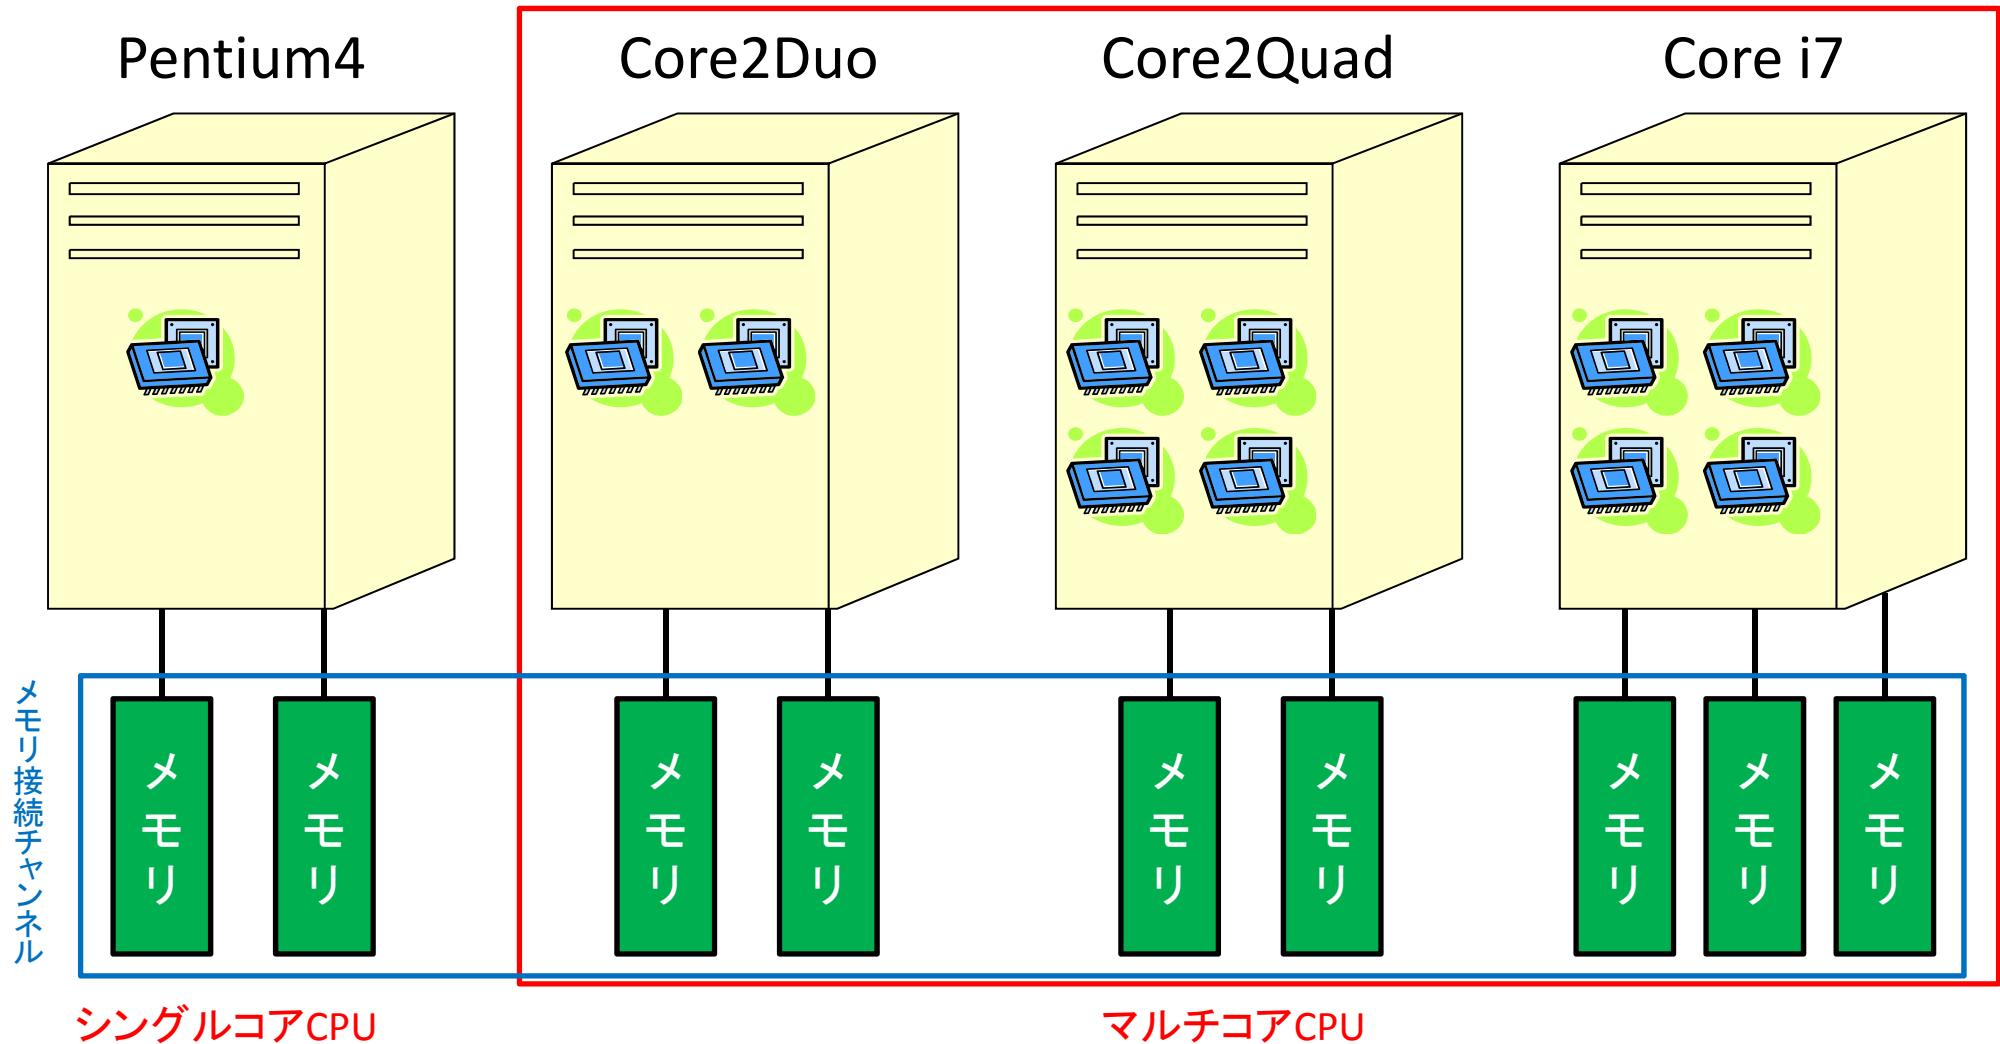 Pentium4
Core2Duo
Core2Quad
Core i7
メモリ接続チャンネル
メモリ
メモリ
メモリ
メモリ
メモリ
メモリ
メモリ
メモリ
メモリ
シングルコアCPU
マルチコアCPU